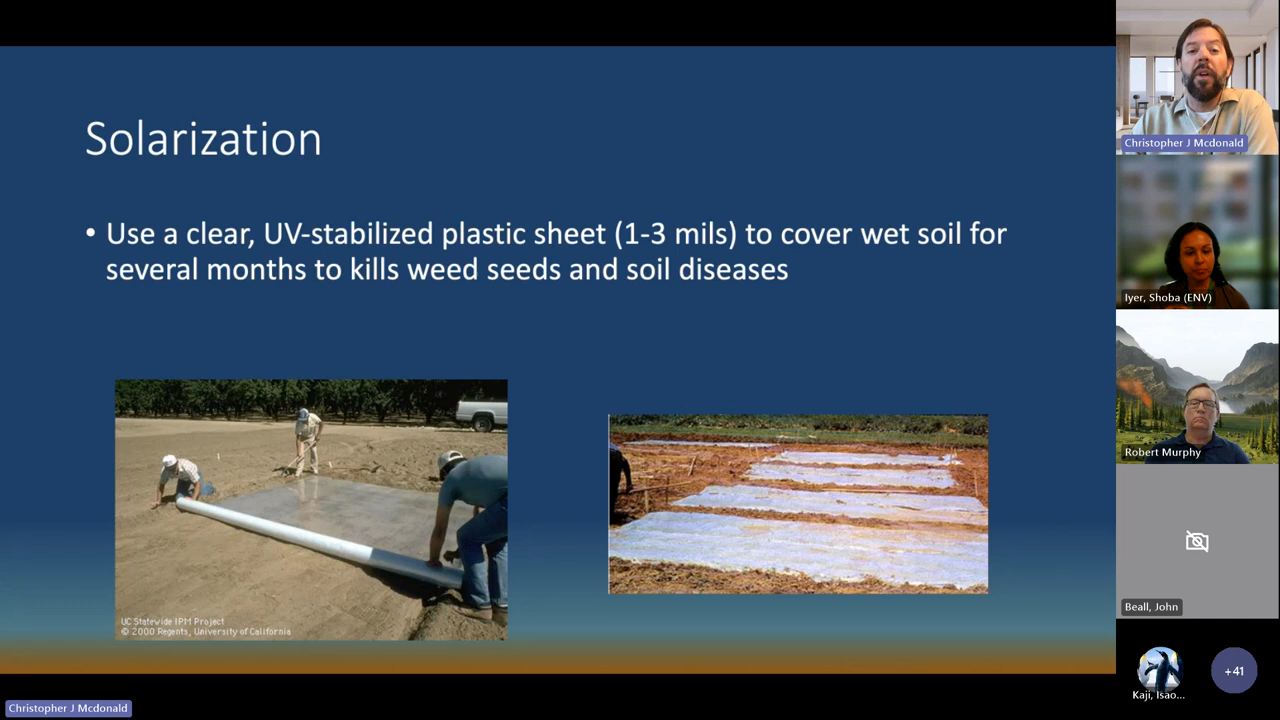 Solarization
• Use a clear, UV-stabilized plastic sheet (1-3 mils) to cover wet soil for
several months to kills weed seeds and soil diseases
UC Statewide IPM Project
© 2000 Regents, University of California
Christopher J Mcdonald
Iyer, Shoba (ENV)
Robert Murphy
Beall, John
Kaji, Isao...
+41
Christopher J Mcdonald